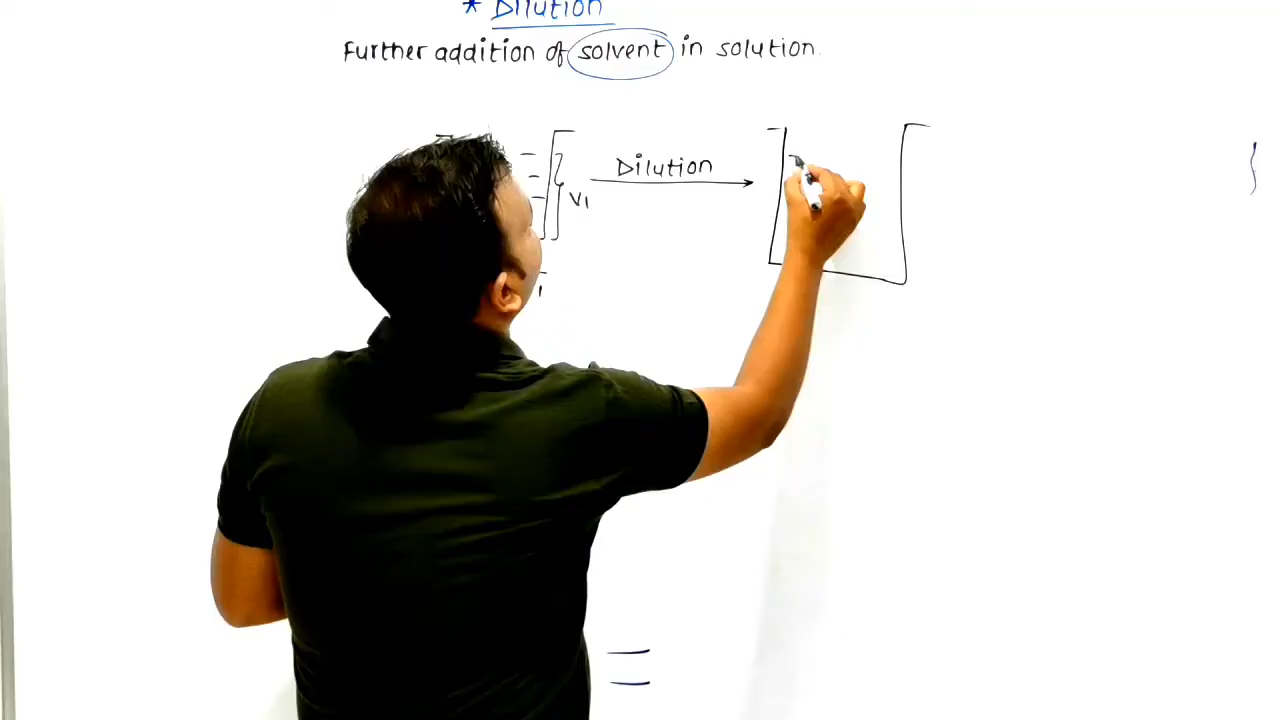 * Dilution
Further addition of solvent in solution.
Dilution
V1